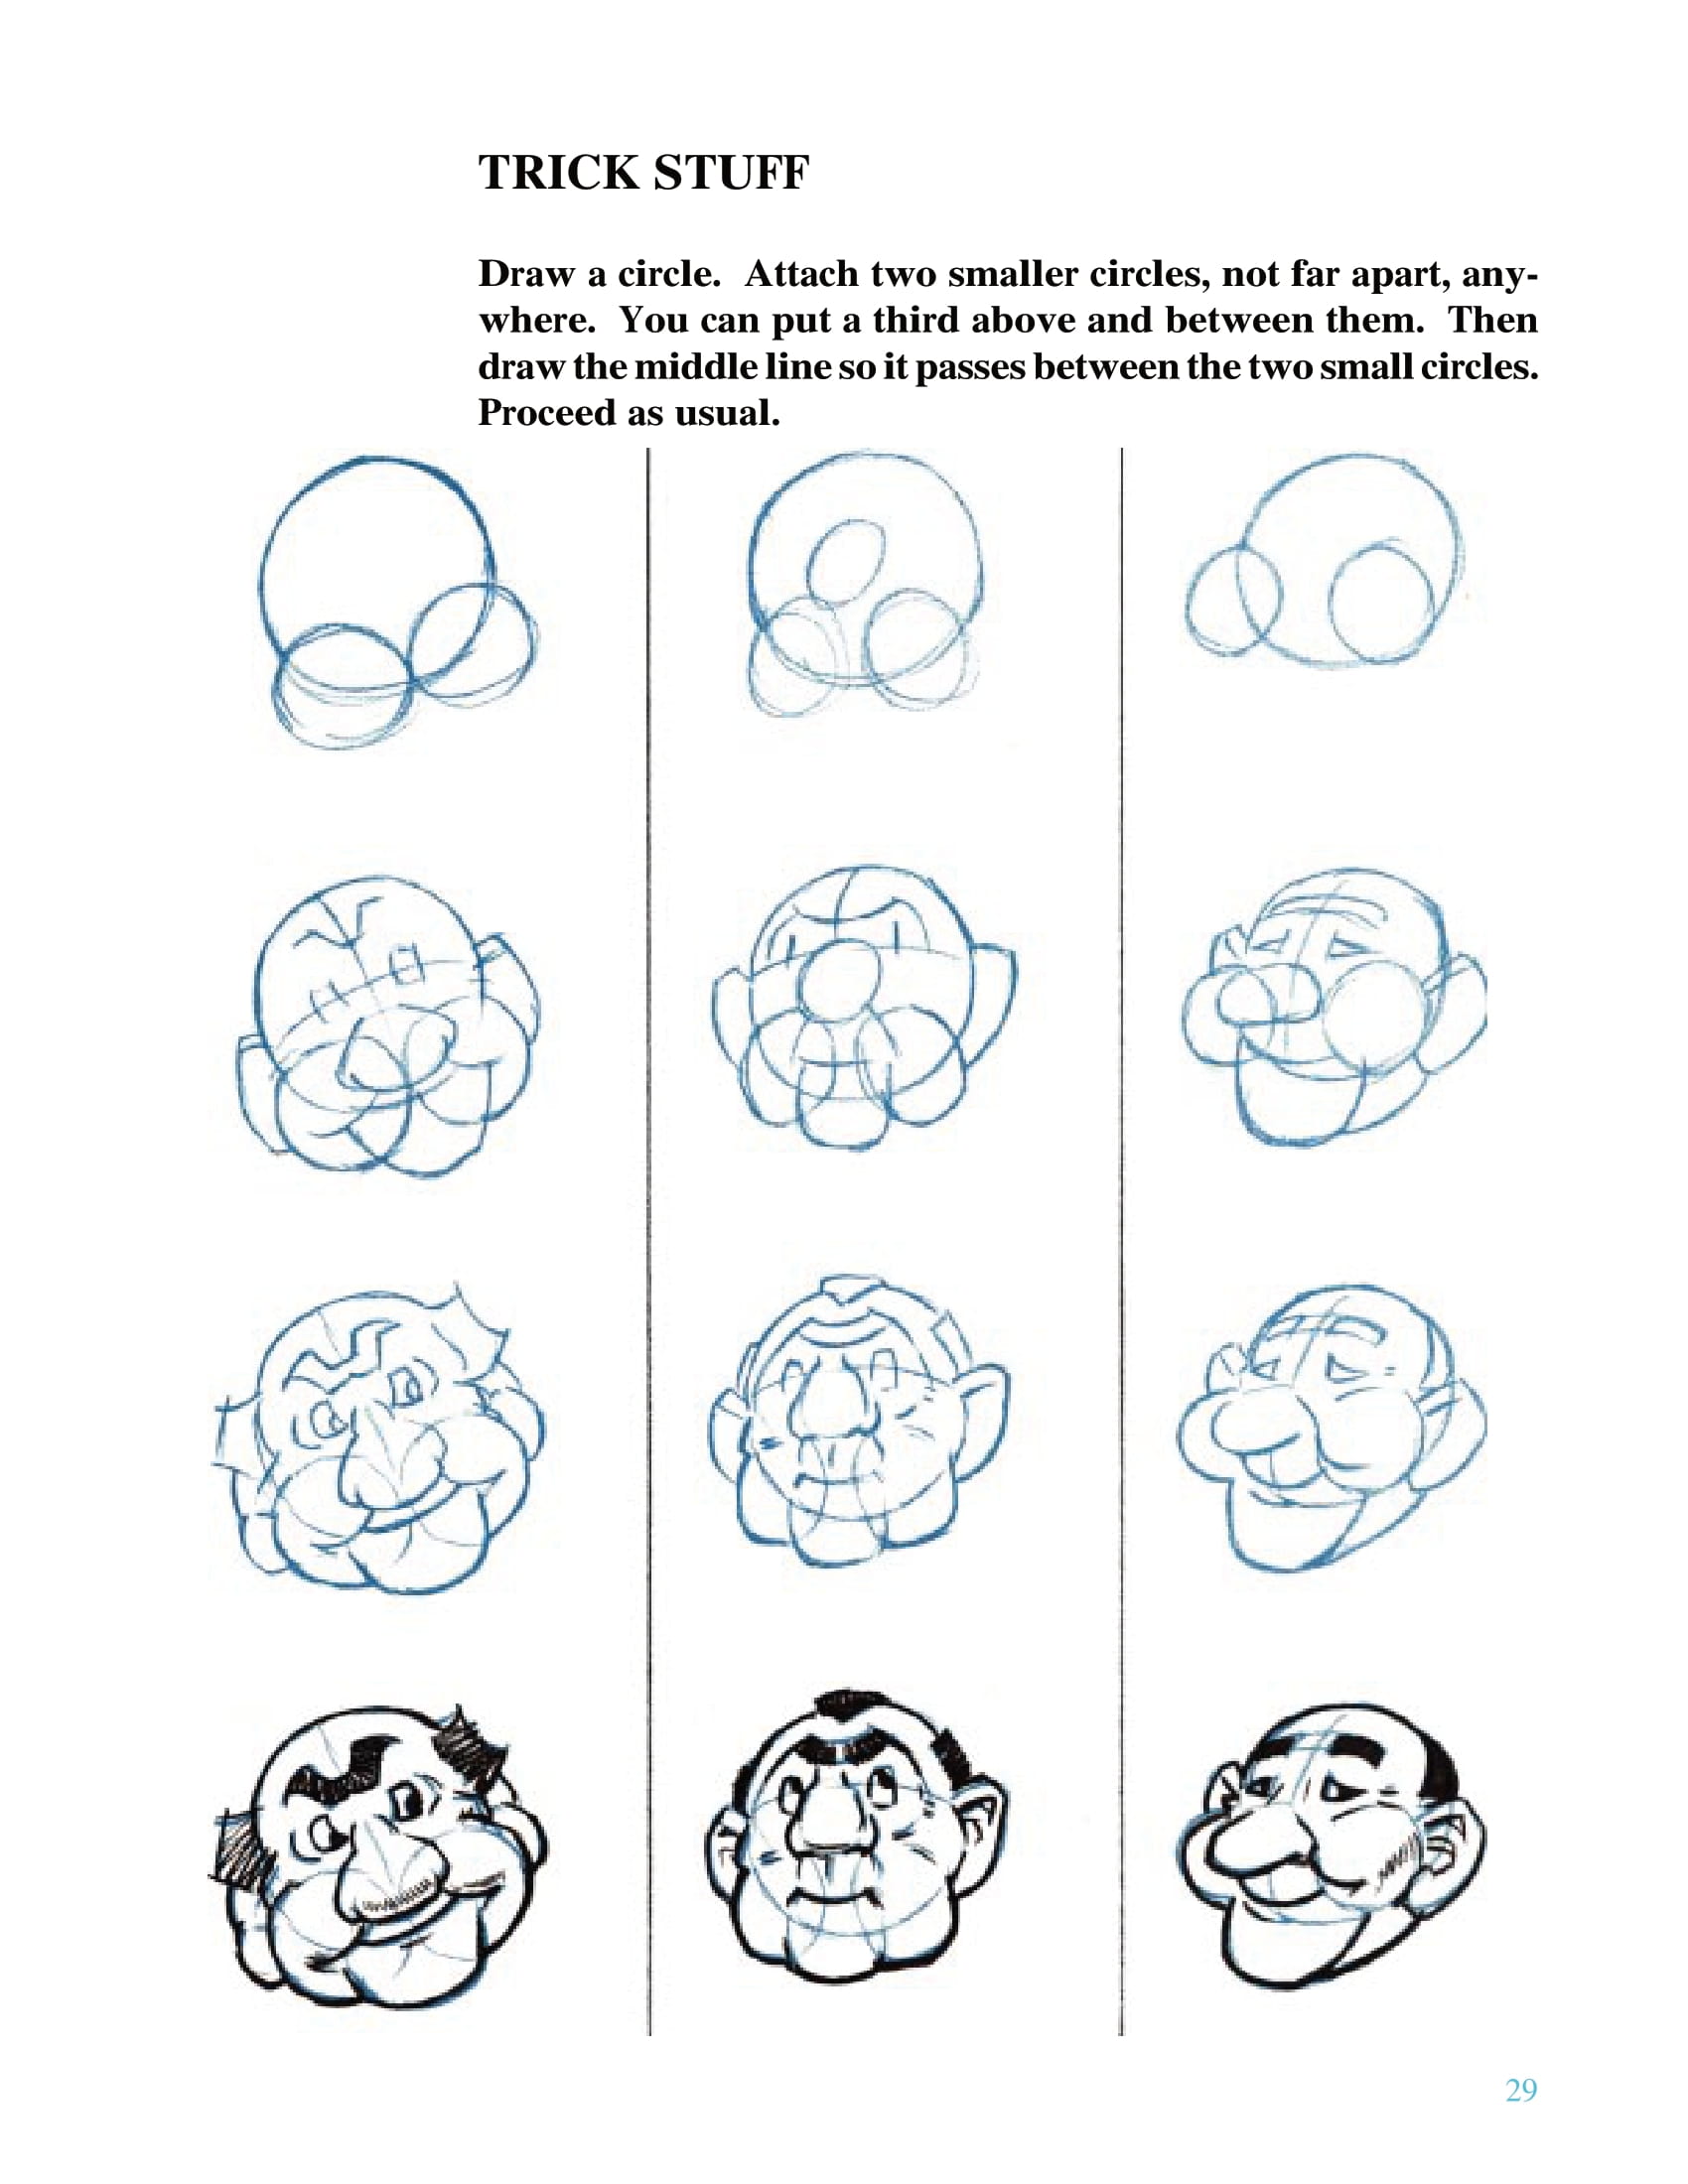 TRICK STUFF
Draw a circle.  Attach two smaller circles, not far apart, any-
where.  You can put a third above and between them.  Then
draw the middle line so it passes between the two small circles.
Proceed as usual.
29